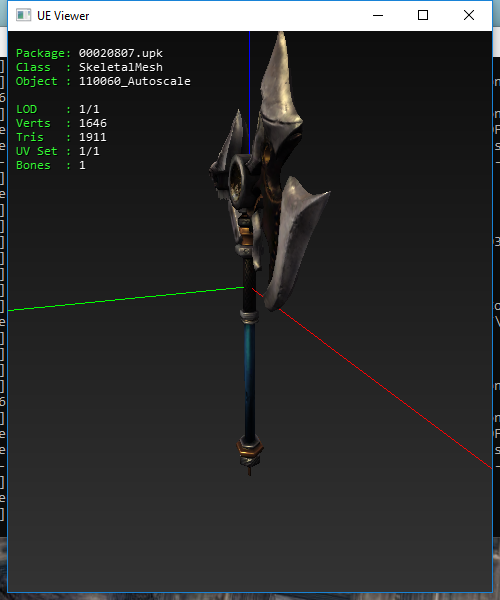 UE Viewer
Package: 00020807.upk
Class  : SkeletalMesh
Object : 110060_Autoscale
LOD    : 1/1
Verts  : 1646
Tris   : 1911
UV Set : 1/1
Bones  : 1